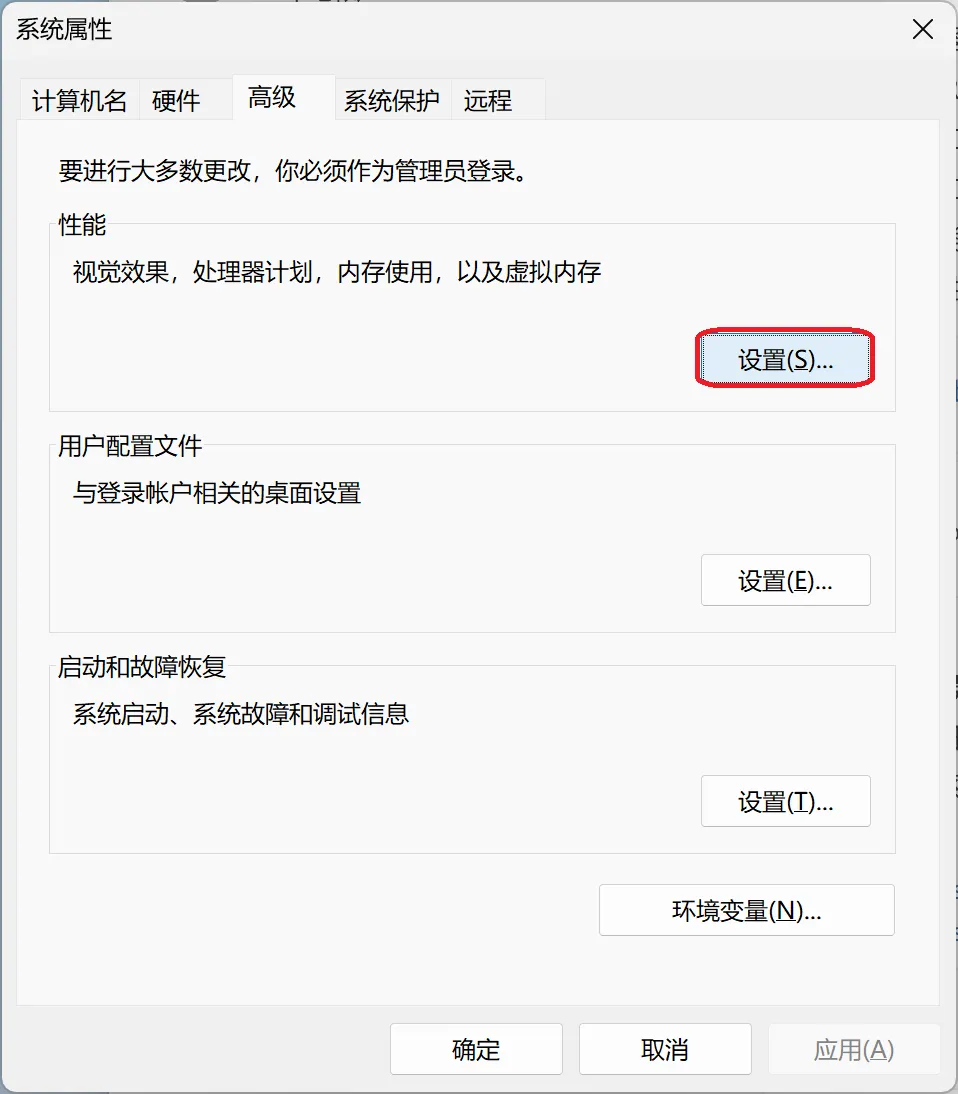 系统属性
计算机名 硬件 高级 系统保护 远程
要进行大多数更改，你必须作为管理员登录。
性能
视觉效果，处理器计划，内存使用，以及虚拟内存
设置(S)...
用户配置文件
与登录帐户相关的桌面设置
设置(E)...
启动和故障恢复
系统启动、系统故障和调试信息
设置(T)...
环境变量(N)...
确定 取消 应用(A)